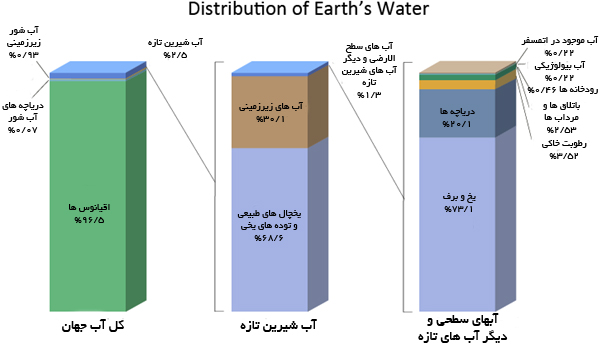 Distribution of Earth's Water
آب شور
زیرزمینی
%۰/۹۳
آب شیرین تازه
%۲/۵
دریاچه های
آب شور
%۰/۰۷
اقیانوس ها
%۹۶/۵
کل آب جهان
آب های سطح
الارضی و دیگر
آب های شیرین
تازه
%۱/۳
آب های زیرزمینی
%۳۰/۱
یخچال های طبیعی
و توده های یخی
%۶۸/۶
آب شیرین تازه
آب موجود در اتمسفر
%۰/۲۲
آب بیولوژیکی
%۰/۲۲
رودخانه ها %۰/۴۶
باتلاق ها و
مرداب ها
%۲/۵۳
رطوبت خاکی
%۳/۵۲
دریاچه ها
%۲۰/۱
یخ و برف
%۷۳/۱
آبهای سطحی و
دیگر آب های تازه